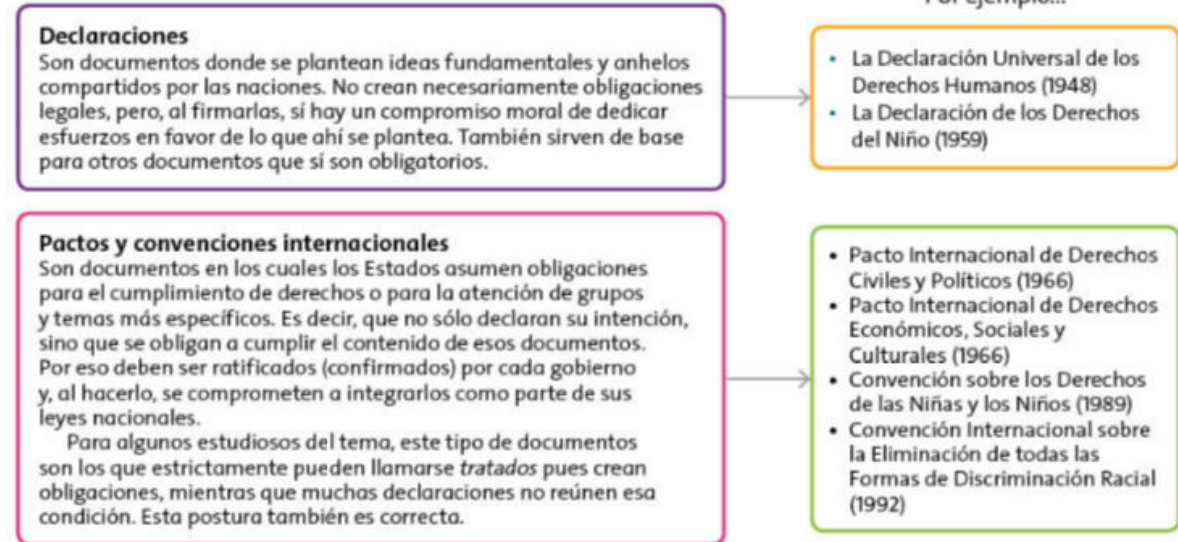 Por ejemplo...
Declaraciones
Son documentos donde se plantean ideas fundamentales y anhelos
compartidos por las naciones. No crean necesariamente obligaciones
legales, pero, al firmarlas, sí hay un compromiso moral de dedicar
esfuerzos en favor de lo que ahí se plantea. También sirven de base
para otros documentos que sí son obligatorios.
• La Declaración Universal de los
Derechos Humanos (1948)
• La Declaración de los Derechos
del Niño (1959)
Pactos y convenciones internacionales
Son documentos en los cuales los Estados asumen obligaciones
para el cumplimiento de derechos o para la atención de grupos
y temas más específicos. Es decir, que no sólo declaran su intención,
sino que se obligan a cumplir el contenido de esos documentos.
Por eso deben ser ratificados (confirmados) por cada gobierno
y, al hacerlo, se comprometen a integrarlos como parte de sus
leyes nacionales.
Para algunos estudiosos del tema, este tipo de documentos
son los que estrictamente pueden llamarse tratados pues crean
obligaciones, mientras que muchas declaraciones no reúnen esa
condición. Esta postura también es correcta.
• Pacto Internacional de Derechos
Civiles y Políticos (1966)
• Pacto Internacional de Derechos
Económicos, Sociales y
Culturales (1966)
• Convención sobre los Derechos
de las Niñas y los Niños (1989)
• Convención Internacional sobre
la Eliminación de todas las
Formas de Discriminación Racial
(1992)